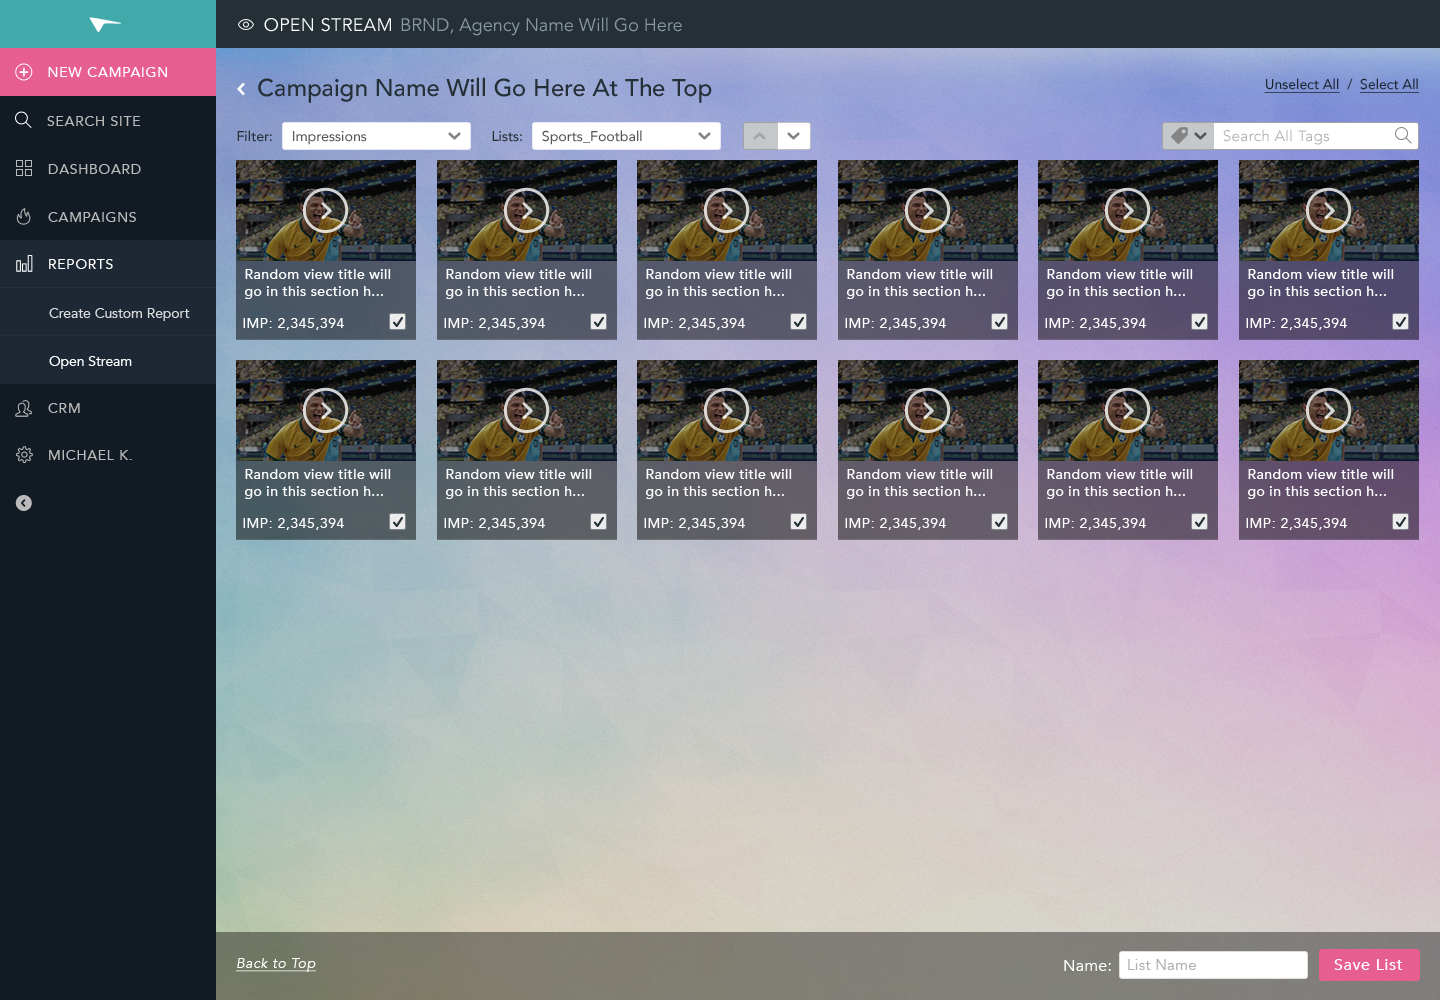 OPEN STREAM BRND, Agency Name Will Go Here
NEW CAMPAIGN
SEARCH SITE
DASHBOARD
CAMPAIGNS
REPORTS
Create Custom Report
Open Stream
CRM
MICHAEL K.
Campaign Name Will Go Here At The Top
Unselect All / Select All
Filter: Impressions Lists: Sports_Football
Search All Tags
Random view title will
go in this section h...
IMP: 2,345,394
Random view title will
go in this section h...
IMP: 2,345,394
Random view title will
go in this section h...
IMP: 2,345,394
Random view title will
go in this section h...
IMP: 2,345,394
Random view title will
go in this section h...
IMP: 2,345,394
Random view title will
go in this section h...
IMP: 2,345,394
Random view title will
go in this section h...
IMP: 2,345,394
Random view title will
go in this section h...
IMP: 2,345,394
Random view title will
go in this section h...
IMP: 2,345,394
Random view title will
go in this section h...
IMP: 2,345,394
Random view title will
go in this section h...
IMP: 2,345,394
Random view title will
go in this section h...
IMP: 2,345,394
Back to Top
Name: List Name
Save List